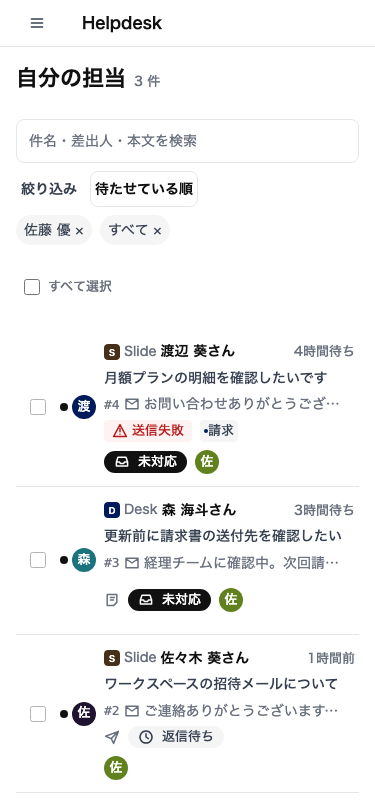 Helpdesk
自分の担当 3 件
件名・差出人・本文を検索
絞り込み 待たせている順
佐藤 優 × すべて ×
すべて選択
S Slide 渡辺 葵さん 4時間待ち
月額プランの明細を確認したいです
渡 #4 お問い合わせありがとうござ…
送信失敗 •請求
未対応 佐
D Desk 森 海斗さん 3時間待ち
更新前に請求書の送付先を確認したい
森 #3 経理チームに確認中。次回請…
未対応 佐
S Slide 佐々木 葵さん 1時間前
ワークスペースの招待メールについて
佐 #2 ご連絡ありがとうございます…
返信待ち
佐